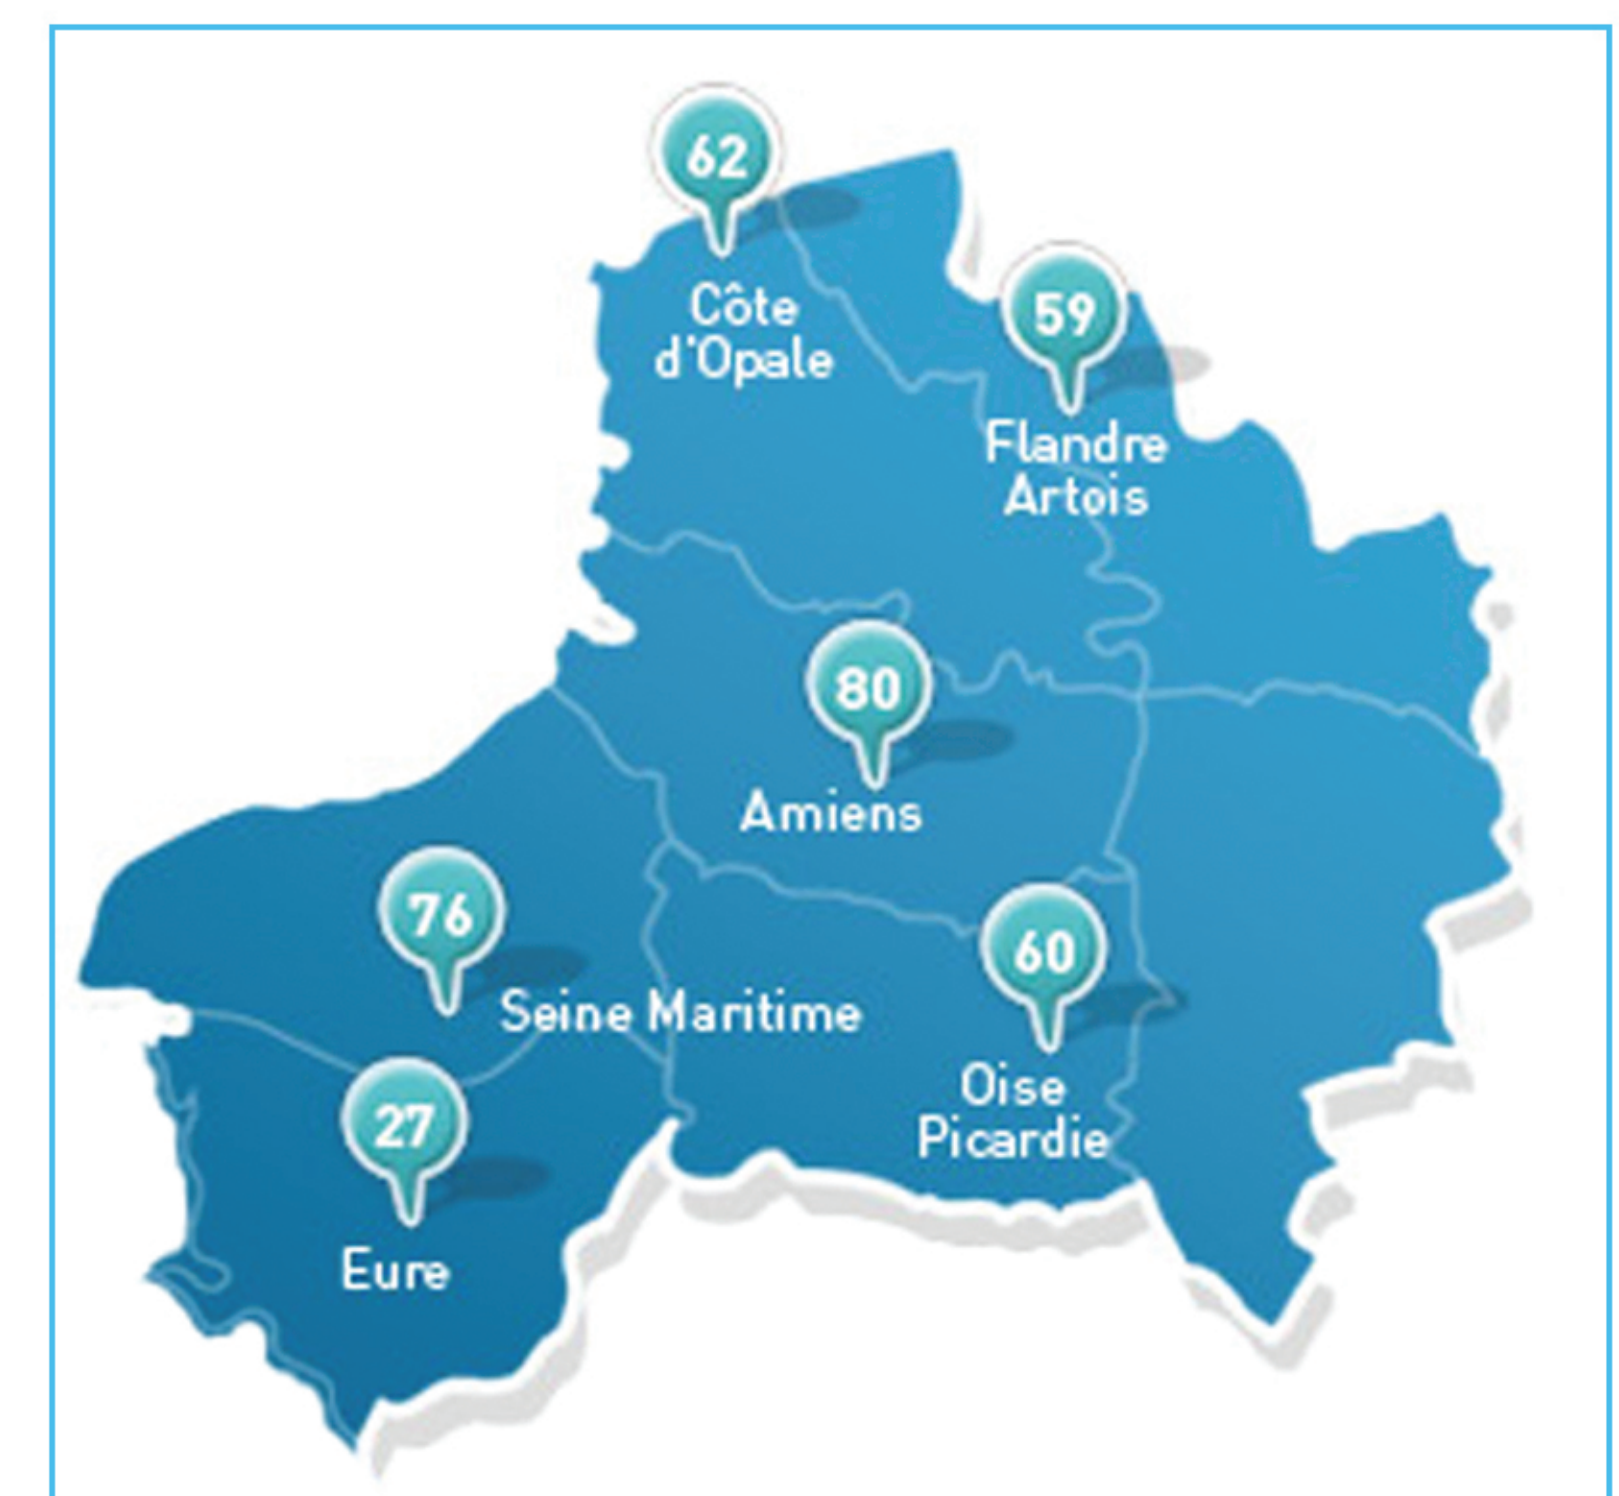 62
Côte
d'Opale
59
Flandre
Artois
80
Amiens
76
Seine Maritime
60
Oise
Picardie
27
Eure